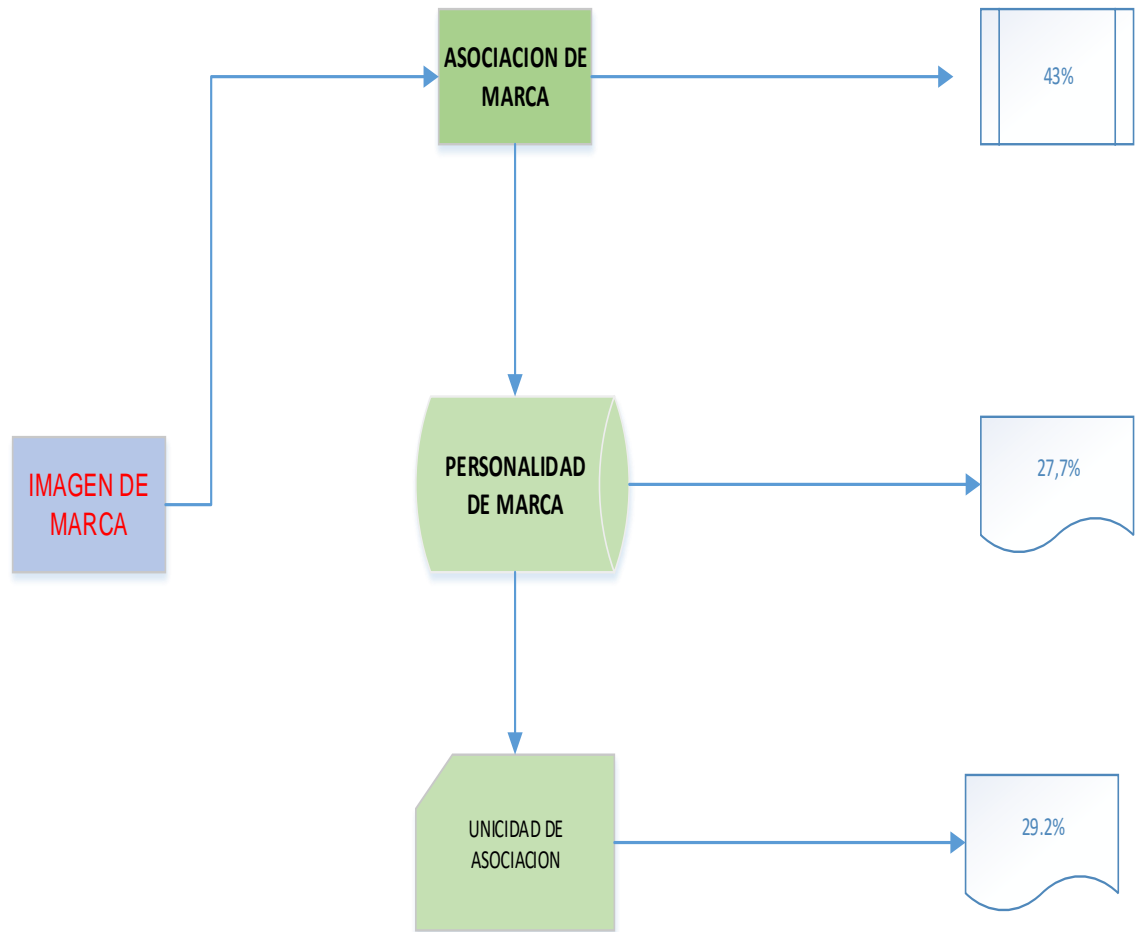 ASOCIACION DE
MARCA
43%
IMAGEN DE
MARCA
PERSONALIDAD
DE MARCA
27,7%
UNICIDAD DE
ASOCIACION
29.2%